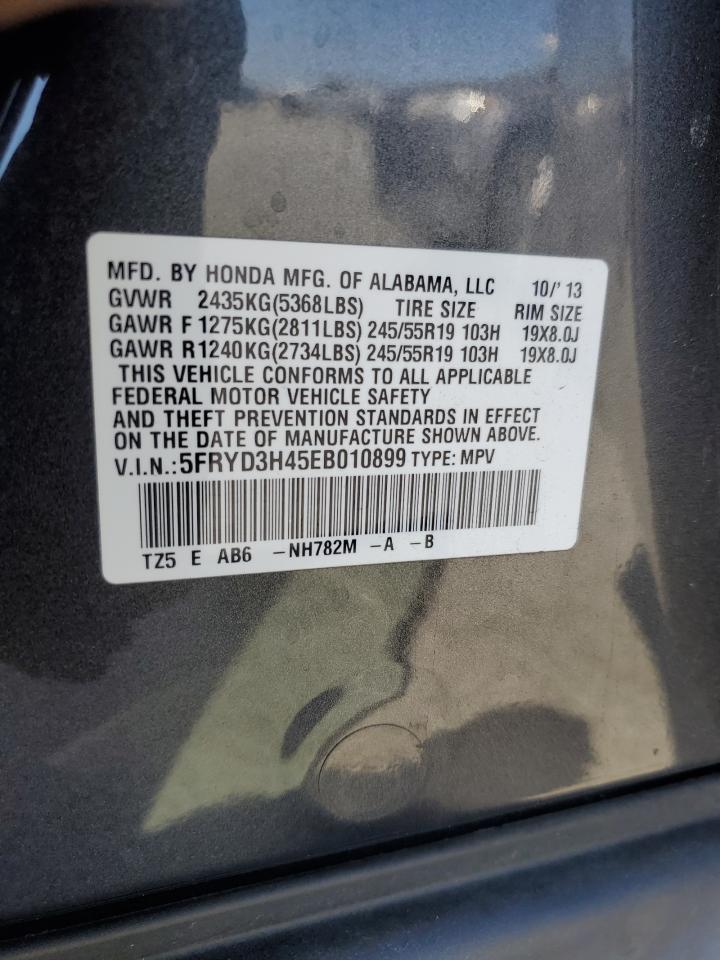 MFD. BY HONDA MFG. OF ALABAMA, LLC 10/'13
GVWR 2435KG(5368LBS) TIRE SIZE RIM SIZE
GAWR F 1275KG(2811LBS) 245/55R19 103H 19X8.0J
GAWR R1240KG(2734LBS) 245/55R19 103H 19X8.0J
THIS VEHICLE CONFORMS TO ALL APPLICABLE
FEDERAL MOTOR VEHICLE SAFETY
AND THEFT PREVENTION STANDARDS IN EFFECT
ON THE DATE OF MANUFACTURE SHOWN ABOVE.
V.I.N.:5FRYD3H45EB010899 TYPE: MPV
TZ5 E AB6 -NH782M -A -B